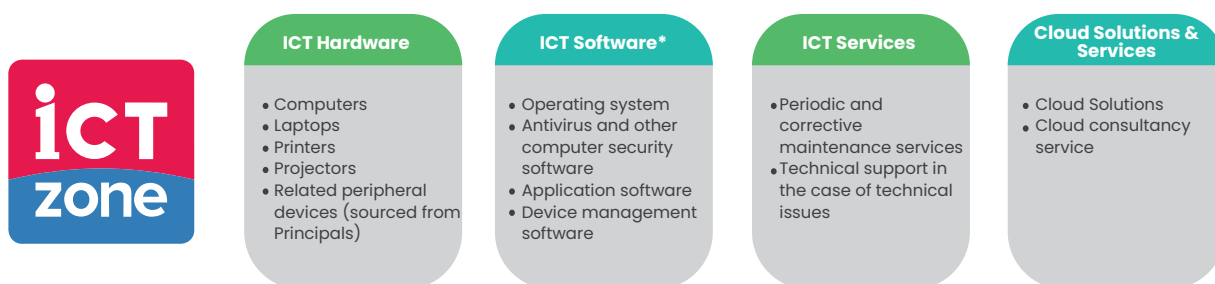 ict
zone
ICT Hardware
• Computers
• Laptops
• Printers
• Projectors
• Related peripheral
devices (sourced from
Principals)
ICT Software*
• Operating system
• Antivirus and other
computer security
software
• Application software
• Device management
software
ICT Services
• Periodic and
corrective
maintenance services
• Technical support in
the case of technical
issues
Cloud Solutions &
Services
• Cloud Solutions
• Cloud consultancy
service